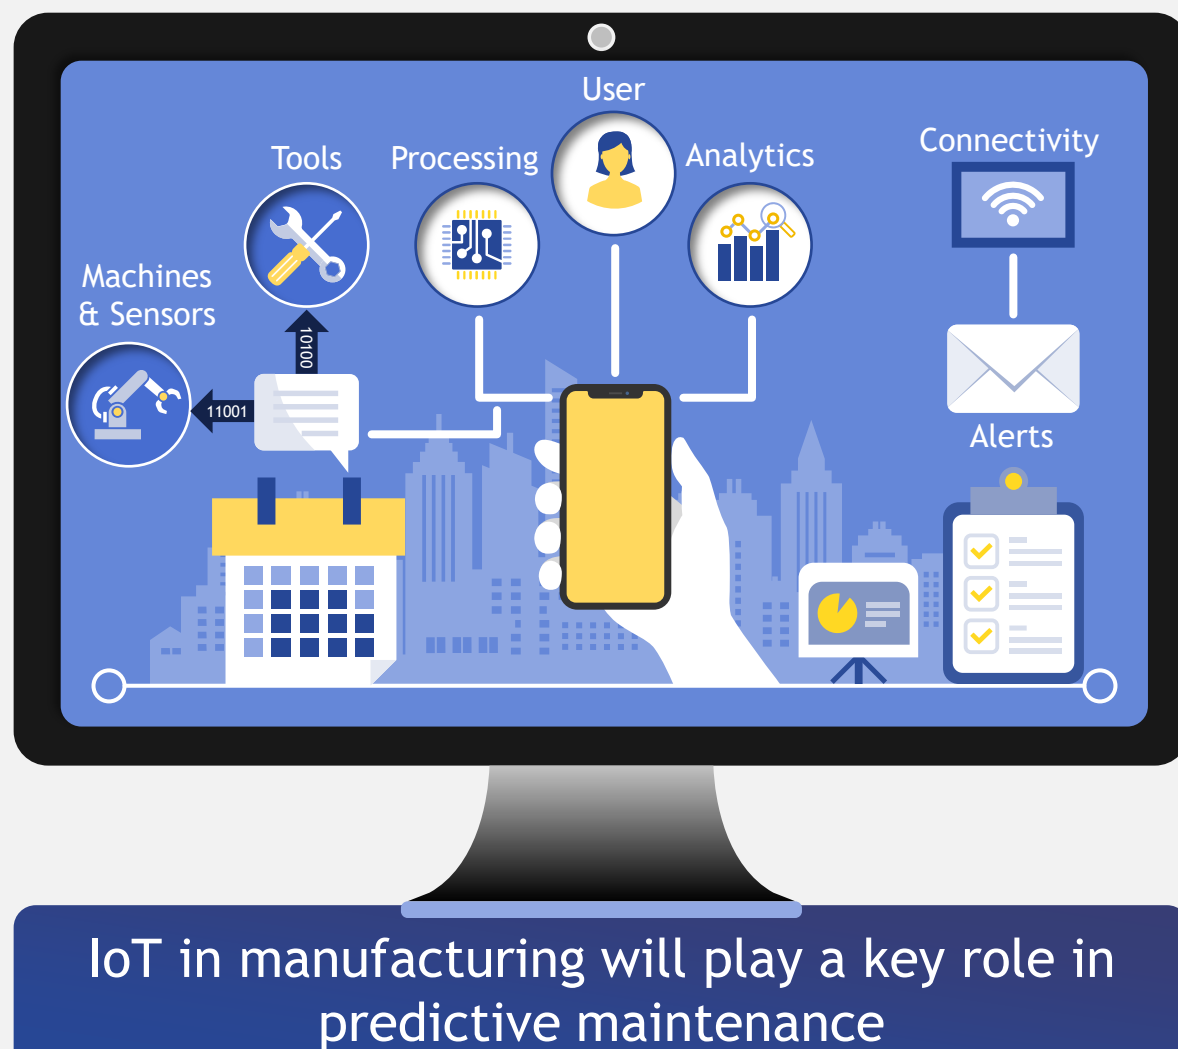 User
Tools
Processing
Analytics
Connectivity
Machines
& Sensors
10100
11001
Alerts
IoT in manufacturing will play a key role in
predictive maintenance